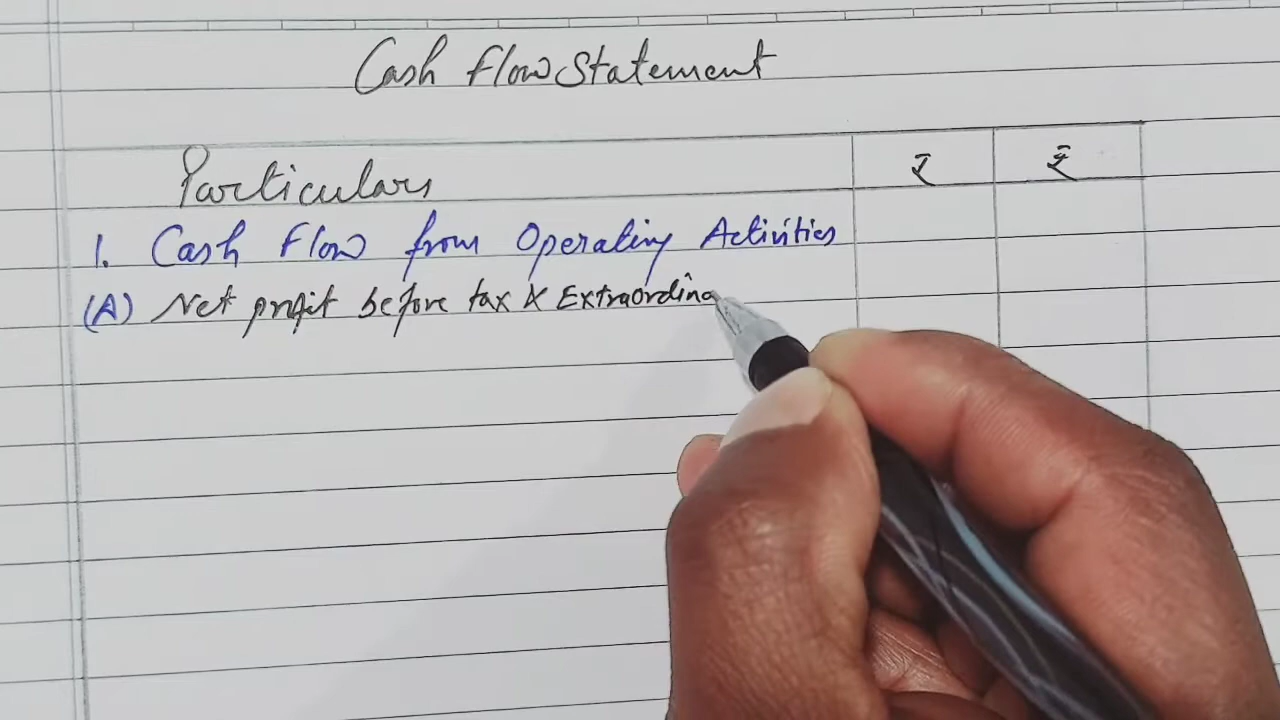 Cash Flow Statement
Particulars ₹ ₹
1. Cash Flow from Operating Activities
(A) Net profit before tax & Extraordina